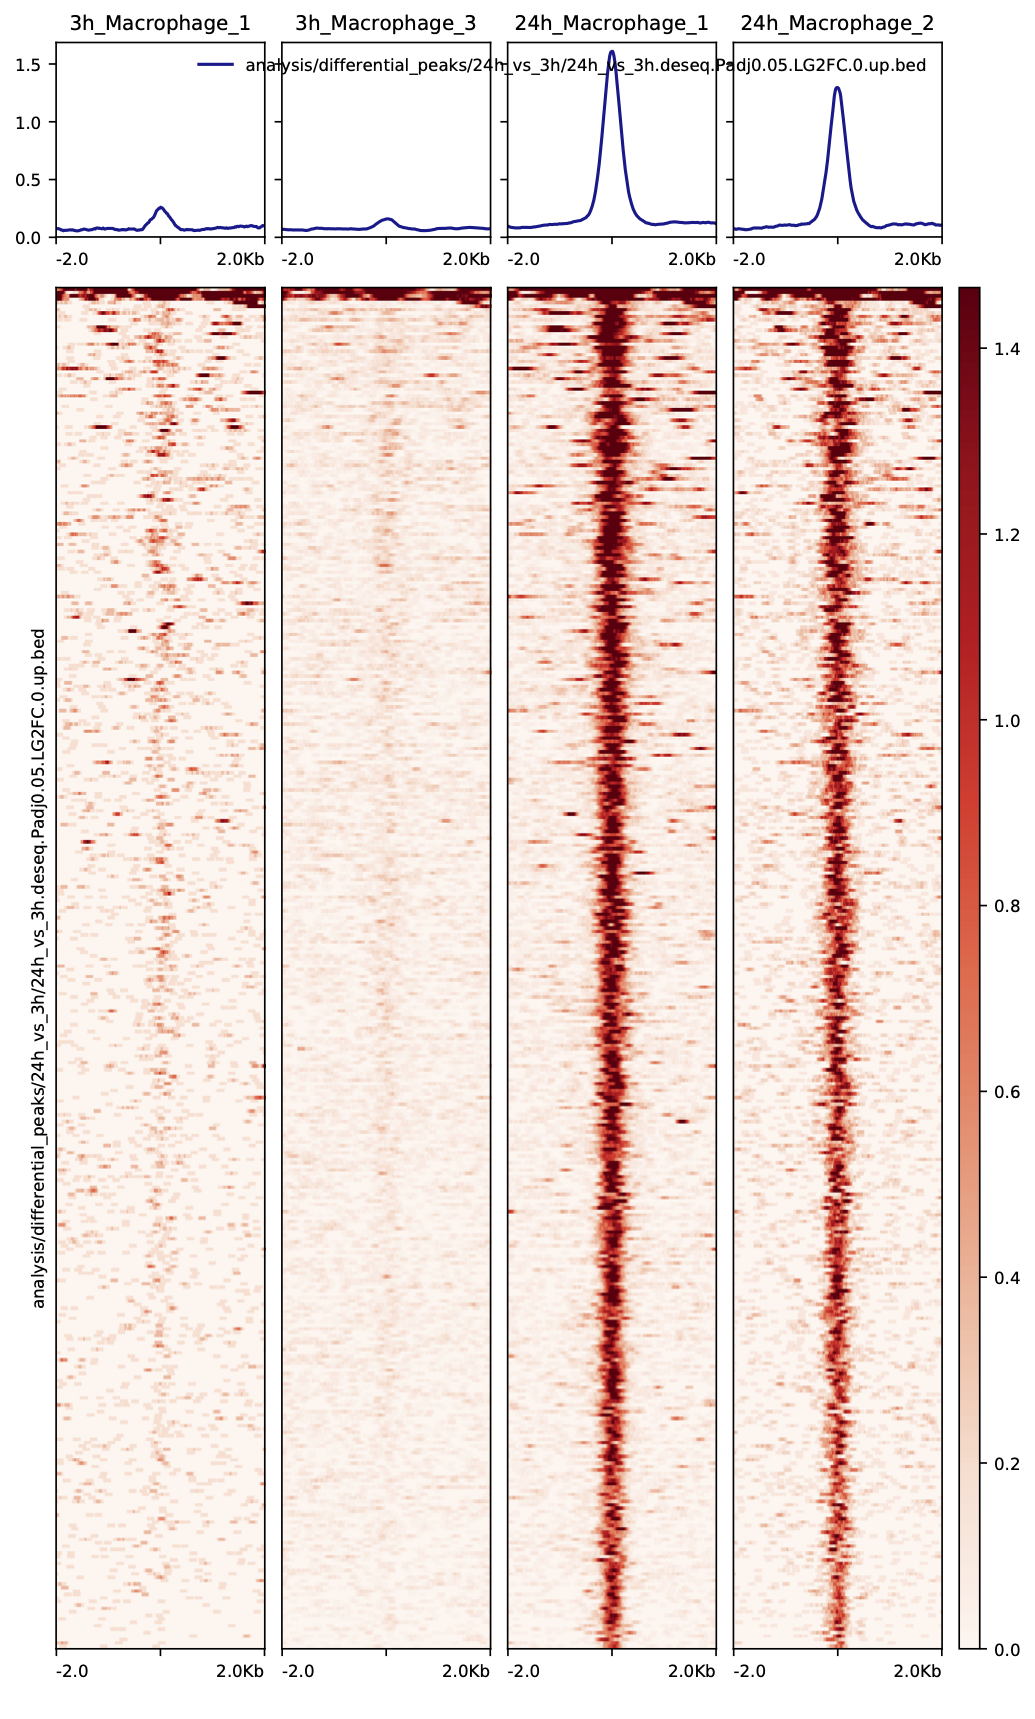 3h_Macrophage_1 3h_Macrophage_3 24h_Macrophage_1 24h_Macrophage_2
analysis/differential_peaks/24h_vs_3h/24h_vs_3h.deseq.Padj0.05.LG2FC.0.up.bed
1.5
1.0
0.5
0.0
-2.0 2.0Kb -2.0 2.0Kb -2.0 2.0Kb -2.0 2.0Kb
analysis/differential_peaks/24h_vs_3h/24h_vs_3h.deseq.Padj0.05.LG2FC.0.up.bed
1.4
1.2
1.0
0.8
0.6
0.4
0.2
0.0
-2.0 2.0Kb -2.0 2.0Kb -2.0 2.0Kb -2.0 2.0Kb